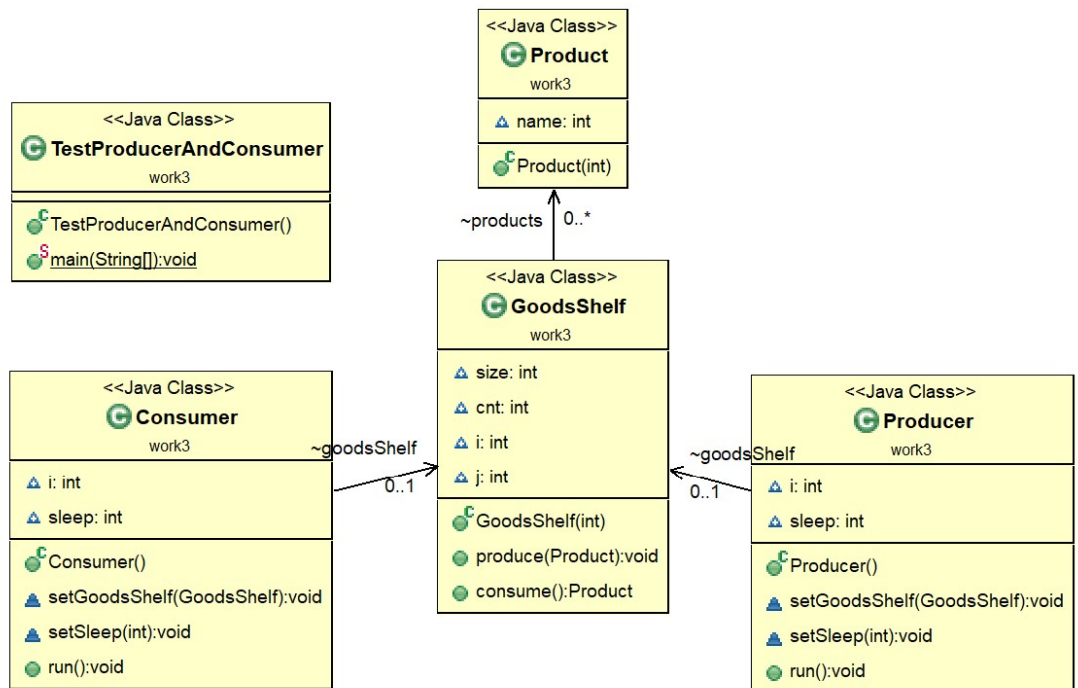 <<Java Class>>
Product
work3
name: int
Product(int)
~products 0..*
<<Java Class>>
TestProducerAndConsumer
work3
TestProducerAndConsumer()
main(String[]):void
<<Java Class>>
GoodsShelf
work3
size: int
cnt: int
i: int
j: int
GoodsShelf(int)
produce(Product):void
consume():Product
<<Java Class>>
Consumer
work3
i: int
sleep: int
Consumer()
setGoodsShelf(GoodsShelf):void
setSleep(int):void
run():void
~goodsShelf
0..1
<<Java Class>>
Producer
work3
i: int
sleep: int
Producer()
setGoodsShelf(GoodsShelf):void
setSleep(int):void
run():void
~goodsShelf
0..1